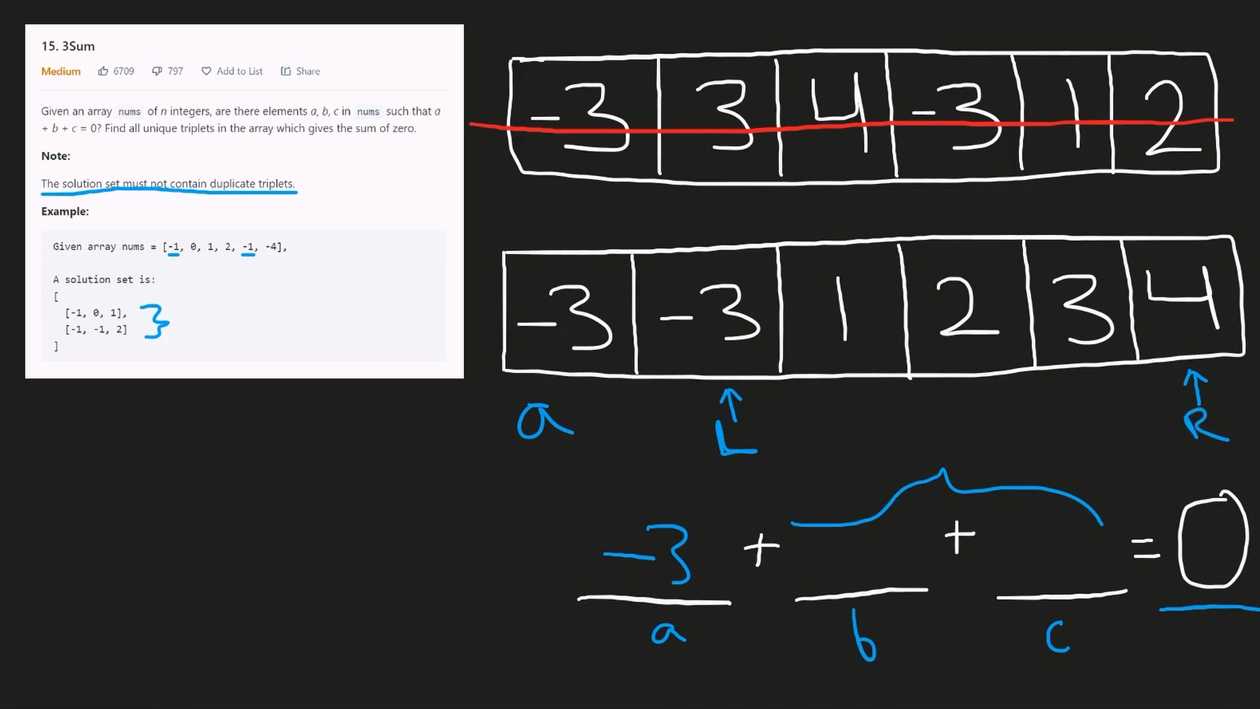 15. 3Sum
Medium 6709 797 Add to List Share
Given an array nums of n integers, are there elements a, b, c in nums such that a
+ b + c = 0? Find all unique triplets in the array which gives the sum of zero.
Note:
The solution set must not contain duplicate triplets.
Example:
Given array nums = [-1, 0, 1, 2, -1, -4],
A solution set is:
[
[-1, 0, 1],
[-1, -1, 2]
]
-3 3 4 -3 1 2
-3 -3 1 2 3 4
a L R
-3 + + = 0
a b c